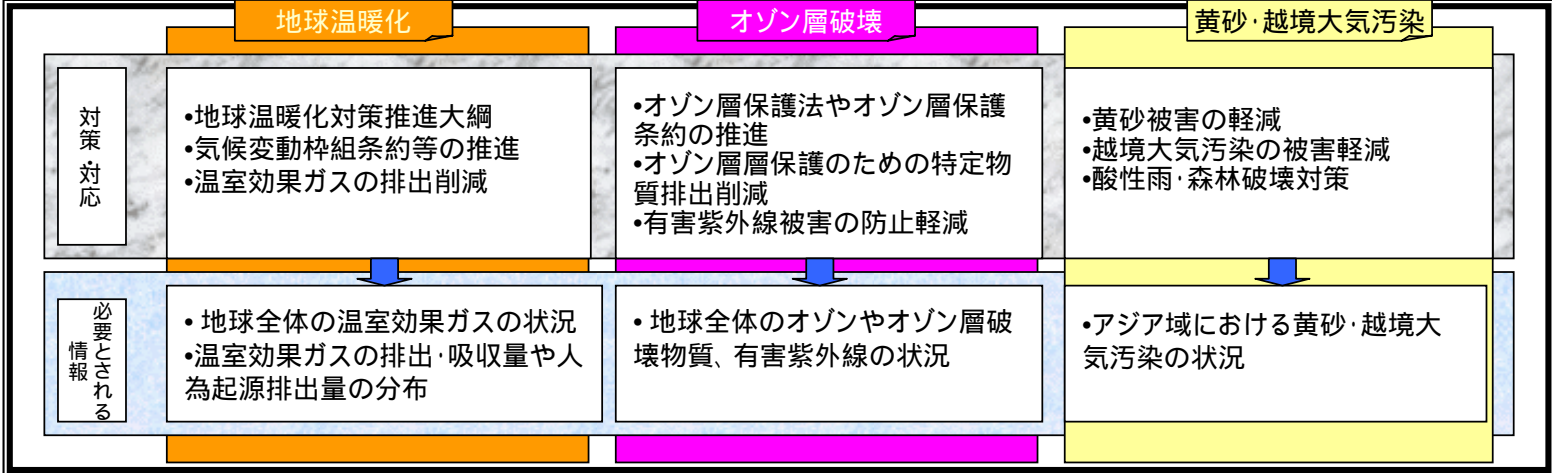 地球温暖化
オゾン層破壊
黄砂・越境大気汚染
対策・対応
•地球温暖化対策推進大綱
•気候変動枠組条約等の推進
•温室効果ガスの排出削減
•オゾン層保護法やオゾン層保護
条約の推進
•オゾン層層保護のための特定物
質排出削減
•有害紫外線被害の防止軽減
•黄砂被害の軽減
•越境大気汚染の被害軽減
•酸性雨・森林破壊対策
必要とされる
情報
• 地球全体の温室効果ガスの状況
•温室効果ガスの排出・吸収量や人
為起源排出量の分布
• 地球全体のオゾンやオゾン層破
壊物質、有害紫外線の状況
•アジア域における黄砂・越境大
気汚染の状況